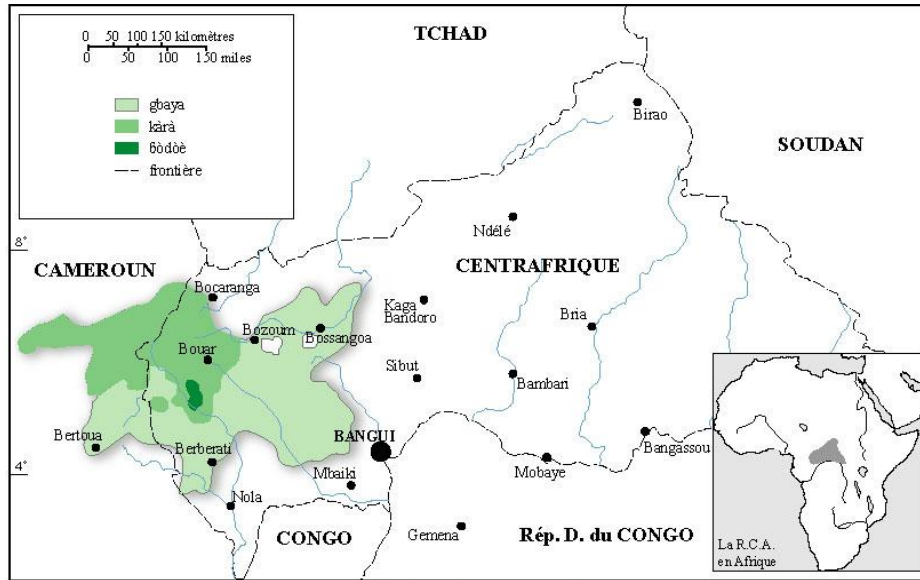 0 50 100 150 kilomètres
0 50 100 150 miles
gbaya
kàrà
ɓòdòè
frontière
TCHAD
SOUDAN
Birao
Ndélé
8°
CAMEROUN
CENTRAFRIQUE
Bocaranga
Kaga
Bandoro
Bozoum
Bossangoa
Bria
Bouar
Sibut
Bambari
Bertoua
BANGUI
Berberati
Bangassou
4°
Mbaiki
Mobaye
Nola
CONGO
Gemena
Rép. D. du CONGO
La R.C.A.
en Afrique